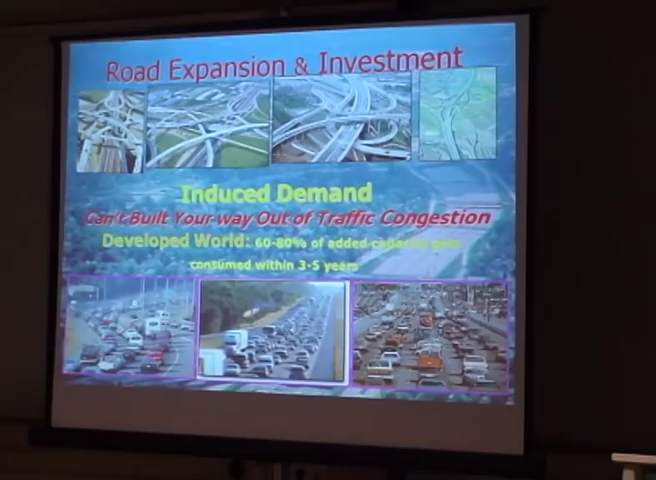 Road Expansion & Investment
Induced Demand
Can't Built Your way Out of Traffic Congestion
Developed World: 60-80% of added capacity gets
consumed within 3-5 years